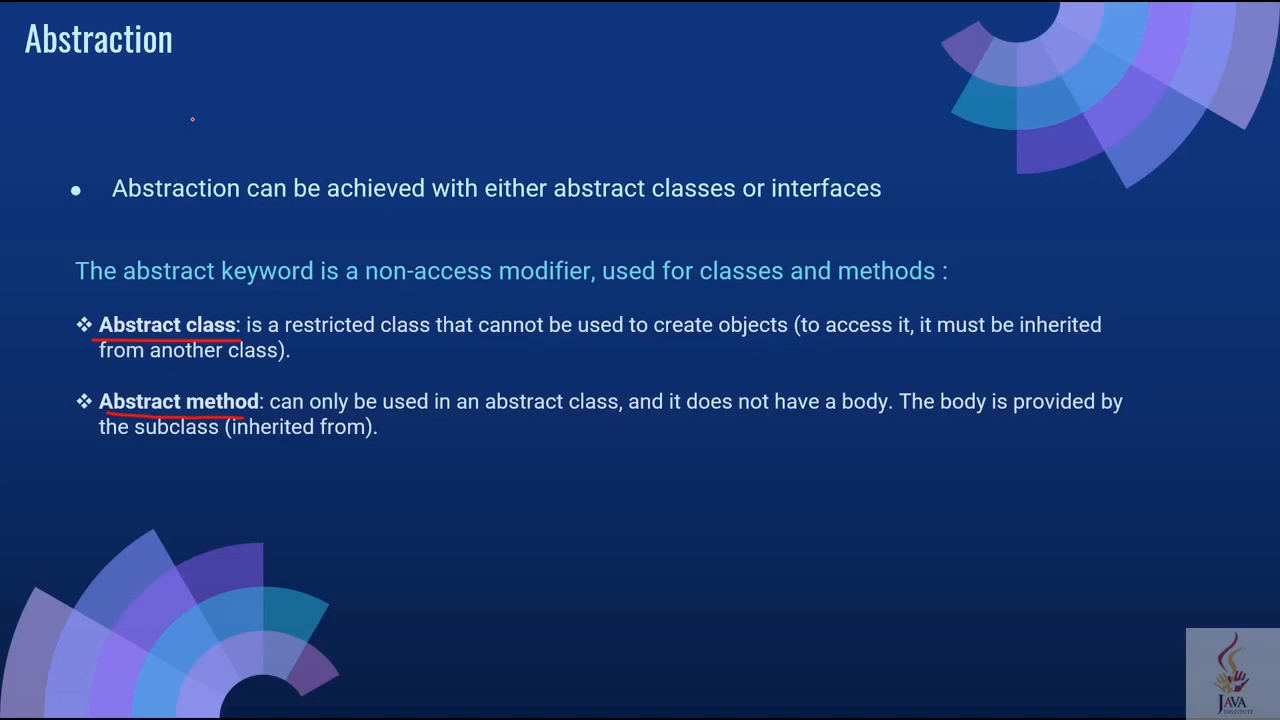 Abstraction
● Abstraction can be achieved with either abstract classes or interfaces
The abstract keyword is a non-access modifier, used for classes and methods :
❖ Abstract class: is a restricted class that cannot be used to create objects (to access it, it must be inherited
from another class).
❖ Abstract method: can only be used in an abstract class, and it does not have a body. The body is provided by
the subclass (inherited from).
JAVA
INSTITUTE